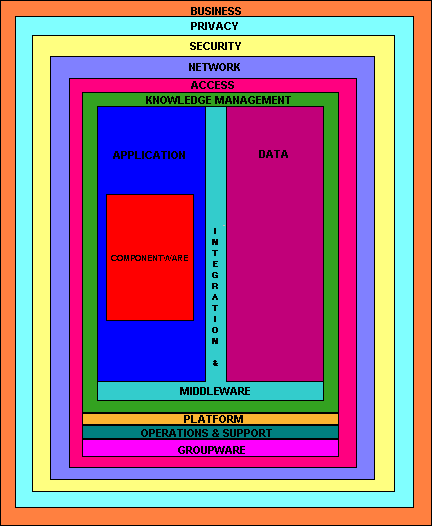 BUSINESS
PRIVACY
SECURITY
NETWORK
ACCESS
KNOWLEDGE MANAGEMENT
APPLICATION
DATA
COMPONENTWARE
INTEGRATION &
MIDDLEWARE
PLATFORM
OPERATIONS & SUPPORT
GROUPWARE